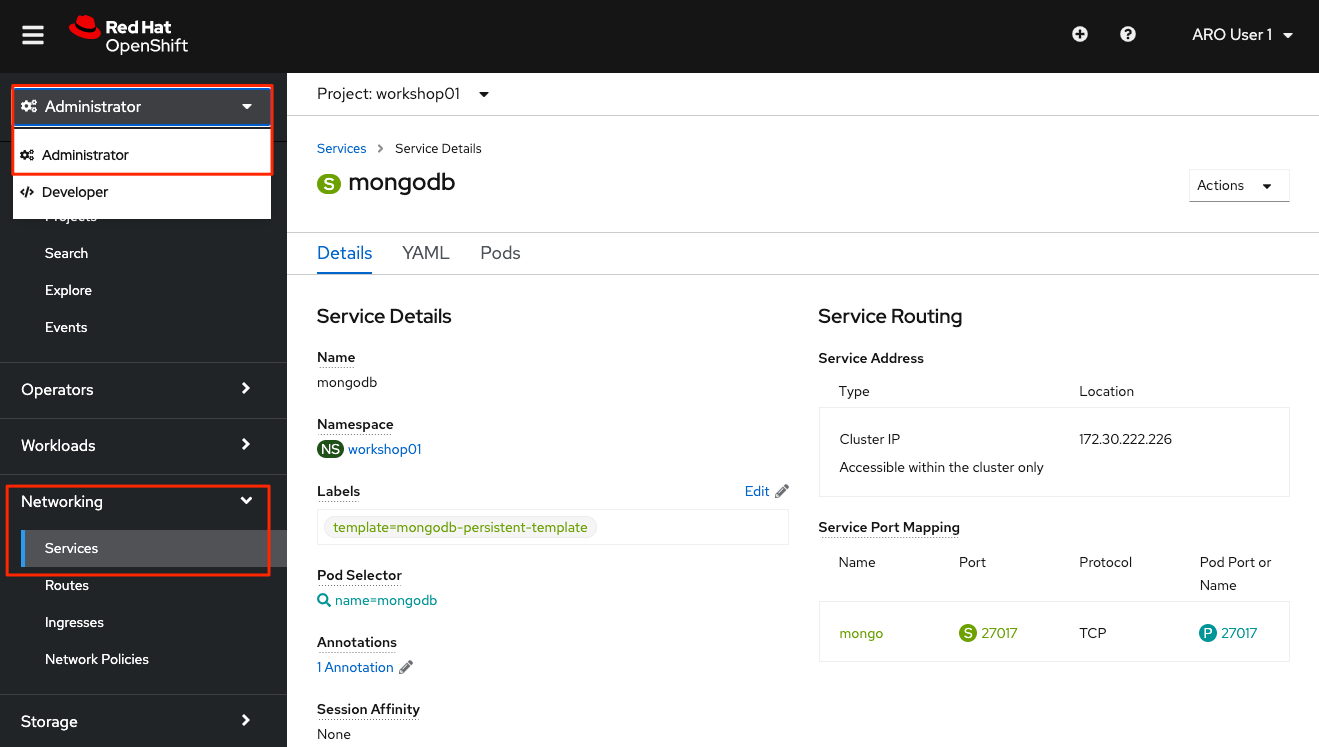 Red Hat
OpenShift
ARO User 1
Administrator
Administrator
Developer
Projects
Search
Explore
Events
Operators
Workloads
Networking
Services
Routes
Ingresses
Network Policies
Storage
Project: workshop01
Services > Service Details
S mongodb
Actions
Details YAML Pods
Service Details
Name
mongodb
Namespace
NS workshop01
Labels Edit
template=mongodb-persistent-template
Pod Selector
name=mongodb
Annotations
1 Annotation
Session Affinity
None
Service Routing
Service Address
Type Location
Cluster IP 172.30.222.226
Accessible within the cluster only
Service Port Mapping
Name Port Protocol Pod Port or
Name
mongo S 27017 TCP P 27017